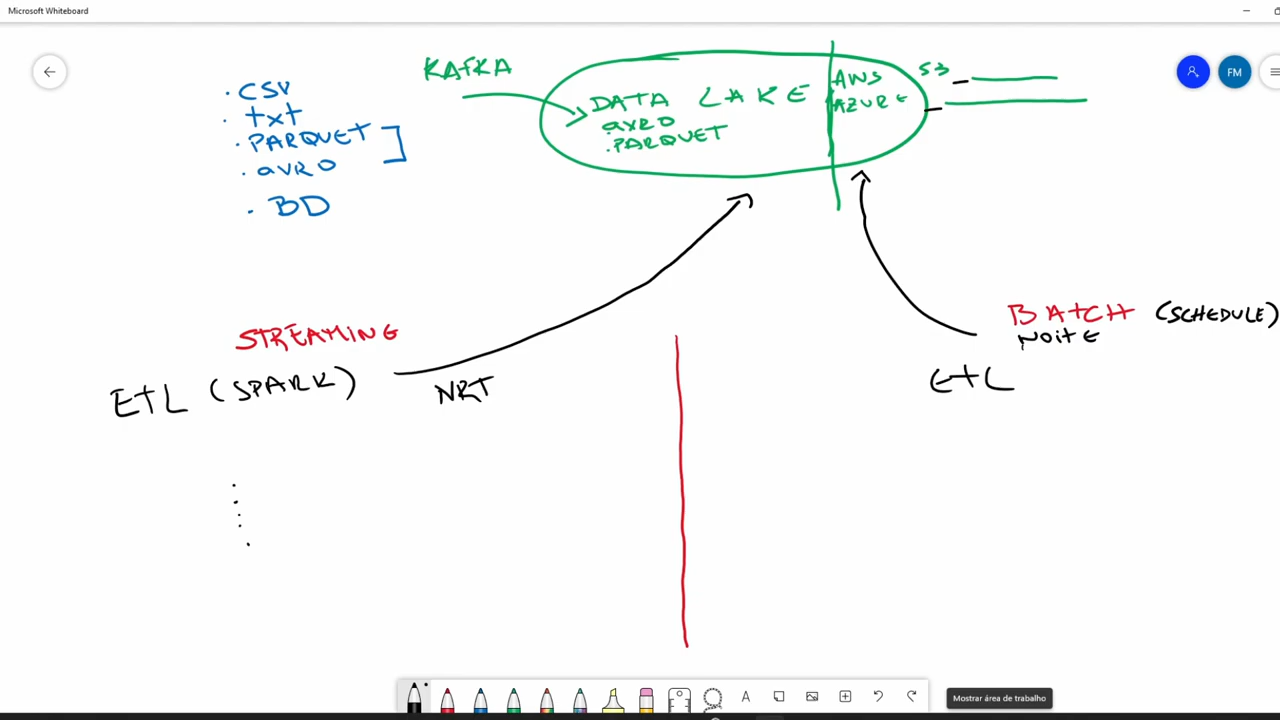 Microsoft Whiteboard
FM
KAFKA
. CSV
. txt
. PARQUET
. avro
. BD
DATA LAKE
avro
.PARQUET
AWS
AZURE
S3
STREAMING
ETL (SPARK)
NRT
BATCH (SCHEDULE)
NOITE
ETL
A
Mostrar área de trabalho